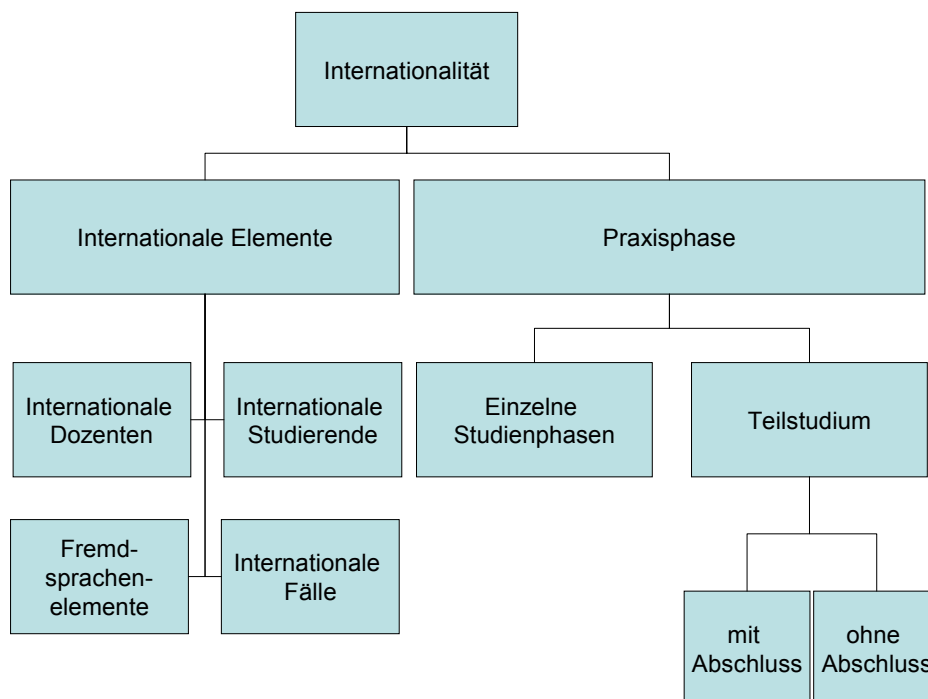 Internationalität
Internationale Elemente
Praxisphase
Internationale
Dozenten
Internationale
Studierende
Einzelne
Studienphasen
Teilstudium
Fremd-
sprachen-
elemente
Internationale
Fälle
mit
Abschluss
ohne
Abschluss